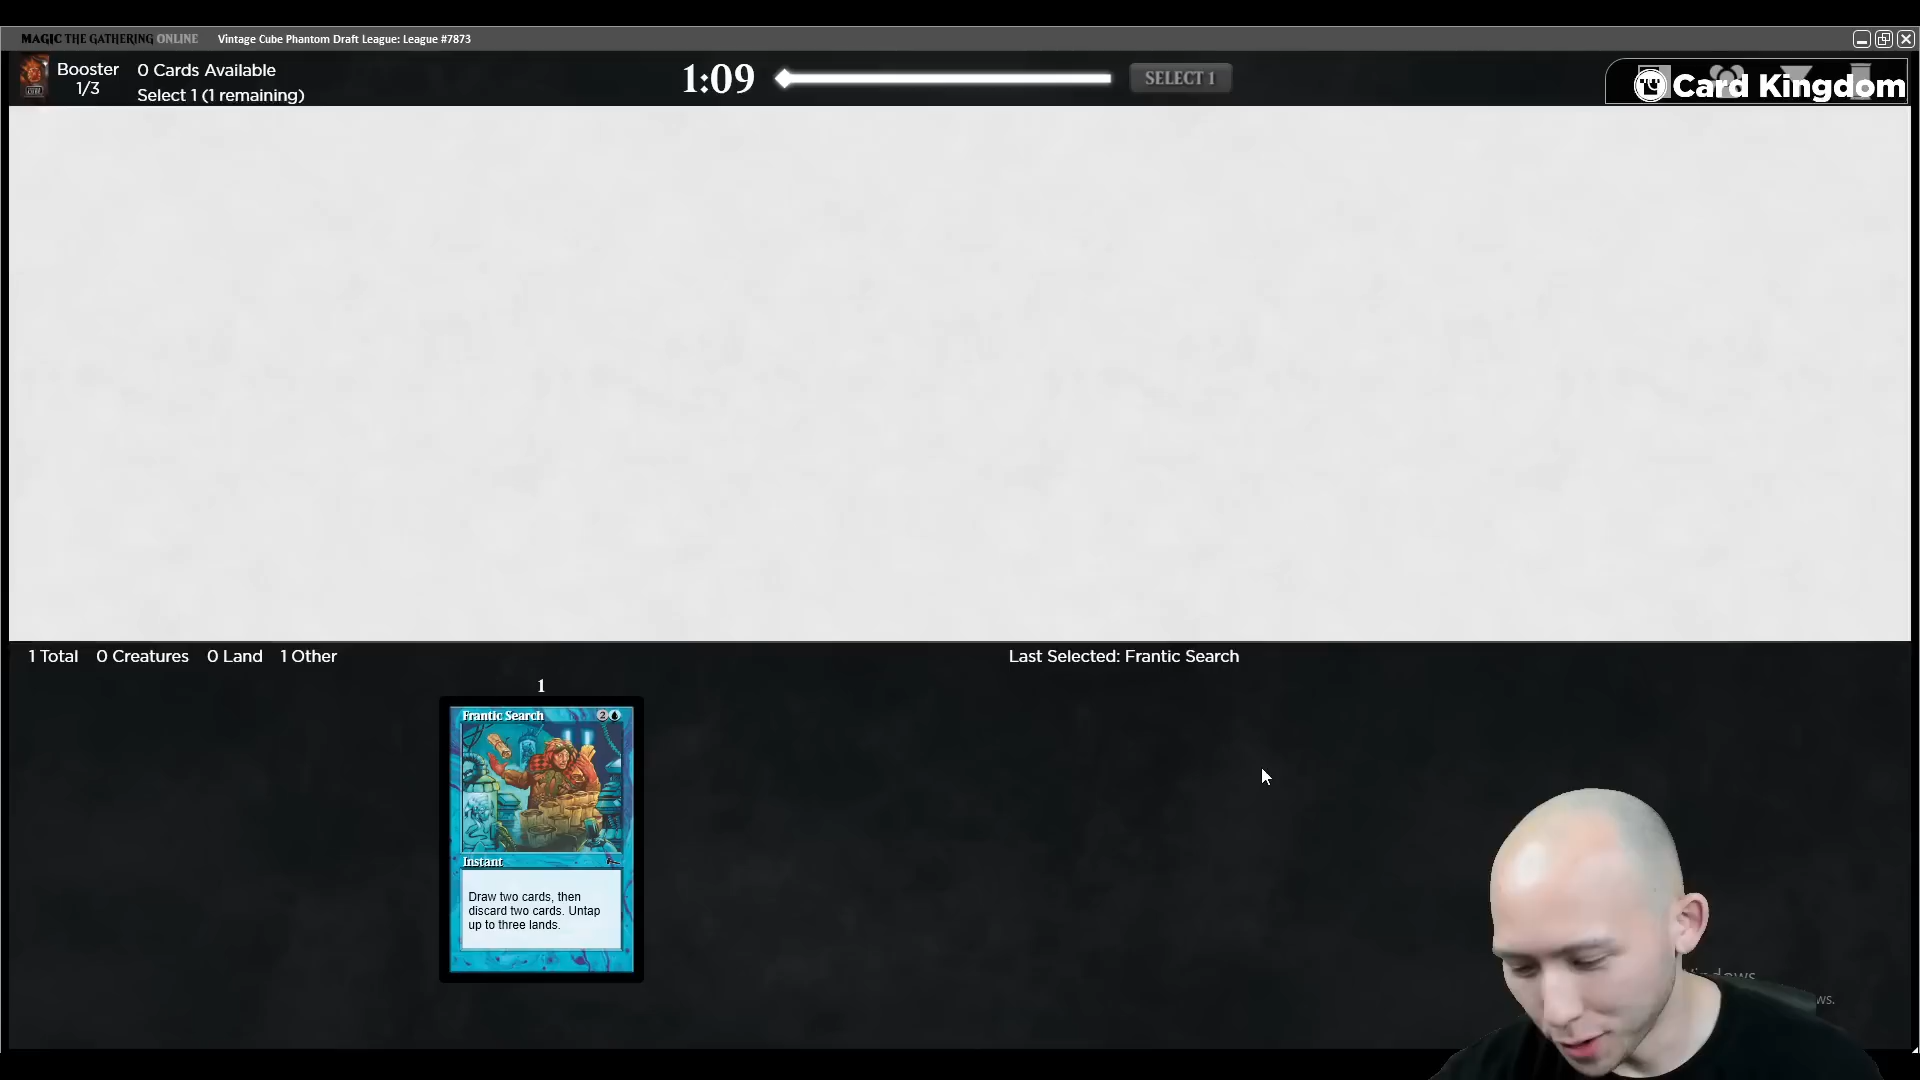 MAGIC THE GATHERING ONLINE
Vintage Cube Phantom Draft League: League #7873
Booster
1/3
0 Cards Available
Select 1 (1 remaining)
1:09
SELECT 1
Card Kingdom
1 Total
0 Creatures
0 Land
1 Other
Last Selected: Frantic Search
1
Frantic Search
2
Instant
Draw two cards, then
discard two cards. Untap
up to three lands.